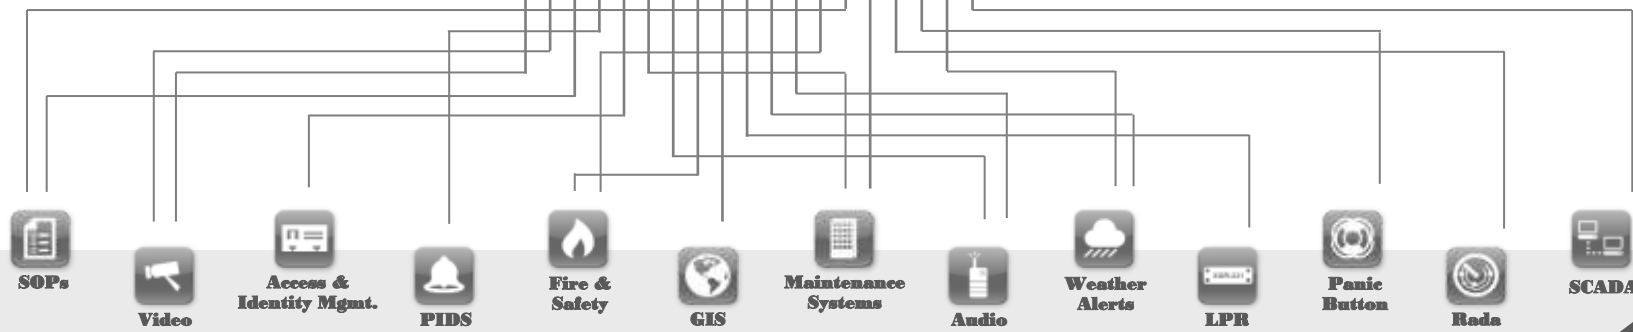 SOPs
Video
Access &
Identity Mgmt.
PIDS
Fire &
Safety
GIS
Maintenance
Systems
Audio
Weather
Alerts
LPR
Panic
Button
Rada
SCADA